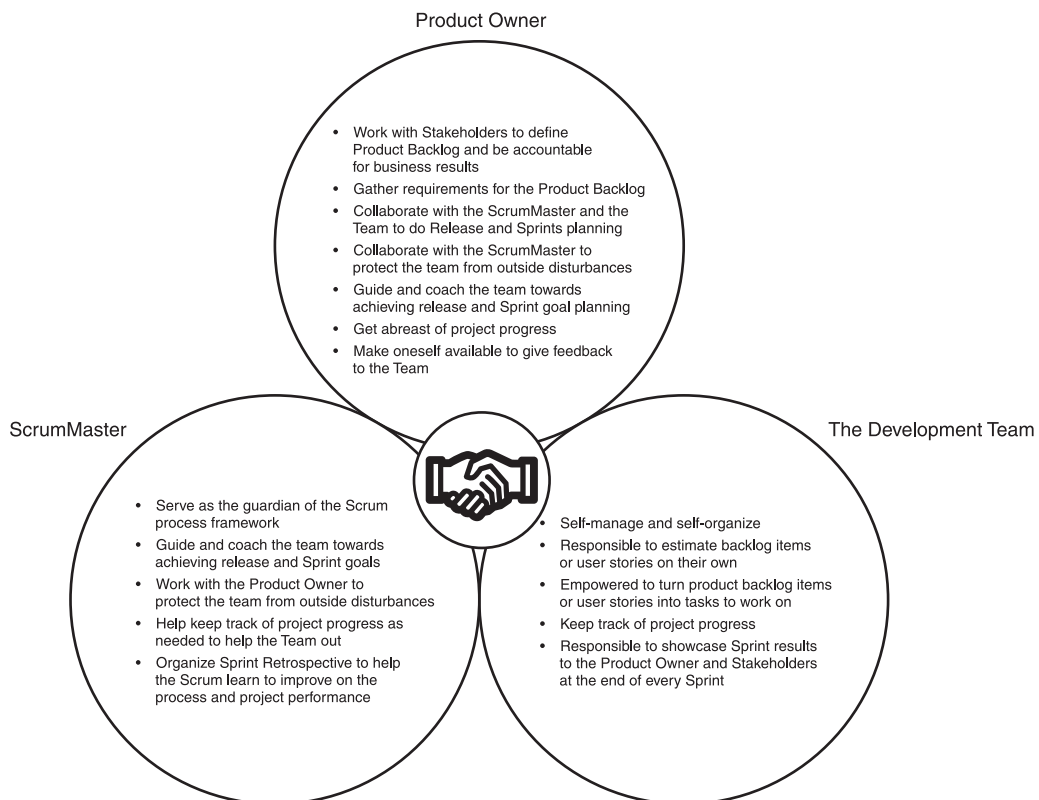 Product Owner
• Work with Stakeholders to define
Product Backlog and be accountable
for business results
• Gather requirements for the Product Backlog
• Collaborate with the ScrumMaster and the
Team to do Release and Sprints planning
• Collaborate with the ScrumMaster to
protect the team from outside disturbances
• Guide and coach the team towards
achieving release and Sprint goal planning
• Get abreast of project progress
• Make oneself available to give feedback
to the Team
ScrumMaster
• Serve as the guardian of the Scrum
process framework
• Guide and coach the team towards
achieving release and Sprint goals
• Work with the Product Owner to
protect the team from outside disturbances
• Help keep track of project progress as
needed to help the Team out
• Organize Sprint Retrospective to help
the Scrum learn to improve on the
process and project performance
The Development Team
• Self-manage and self-organize
• Responsible to estimate backlog items
or user stories on their own
• Empowered to turn product backlog items
or user stories into tasks to work on
• Keep track of project progress
• Responsible to showcase Sprint results
to the Product Owner and Stakeholders
at the end of every Sprint